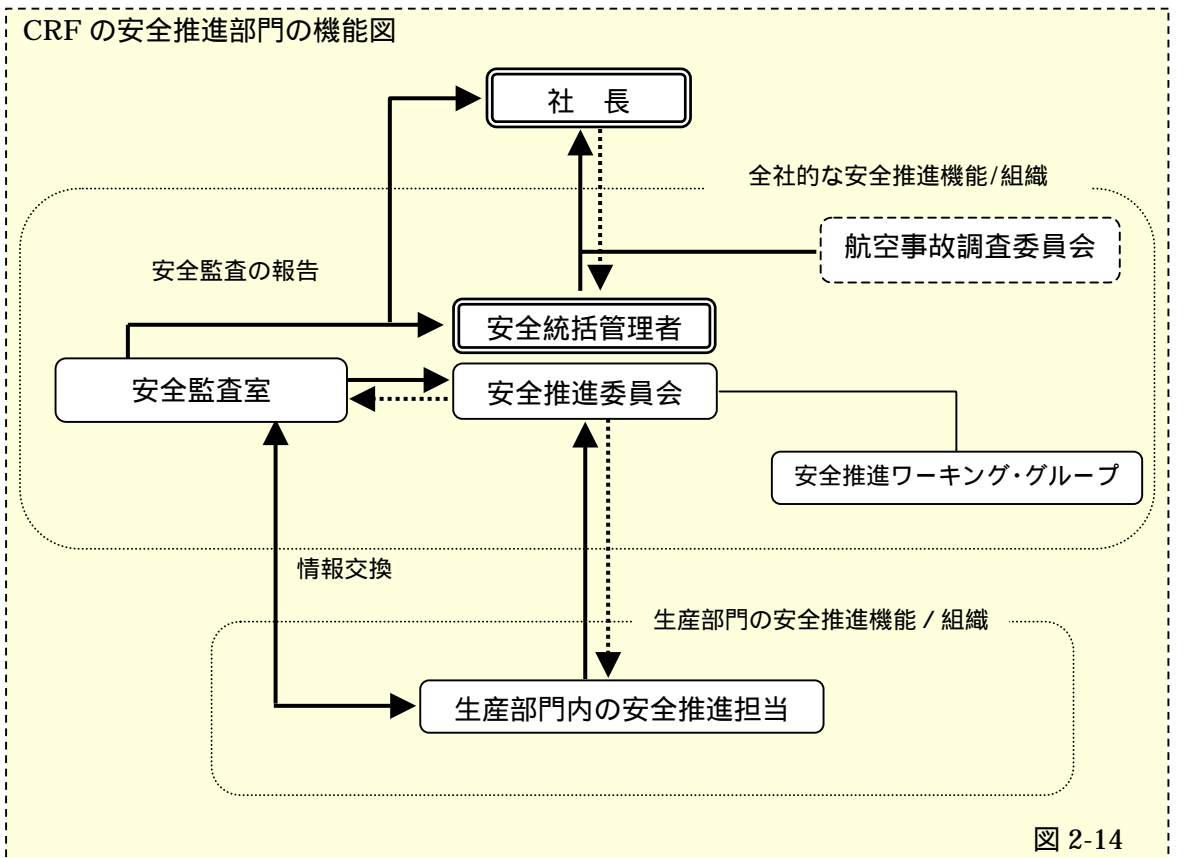 CRF の安全推進部門の機能図
社 長
全社的な安全推進機能/組織
航空事故調査委員会
安全監査の報告
安全統括管理者
安全監査室
安全推進委員会
安全推進ワーキング・グループ
情報交換
生産部門の安全推進機能 / 組織
生産部門内の安全推進担当
図 2-14